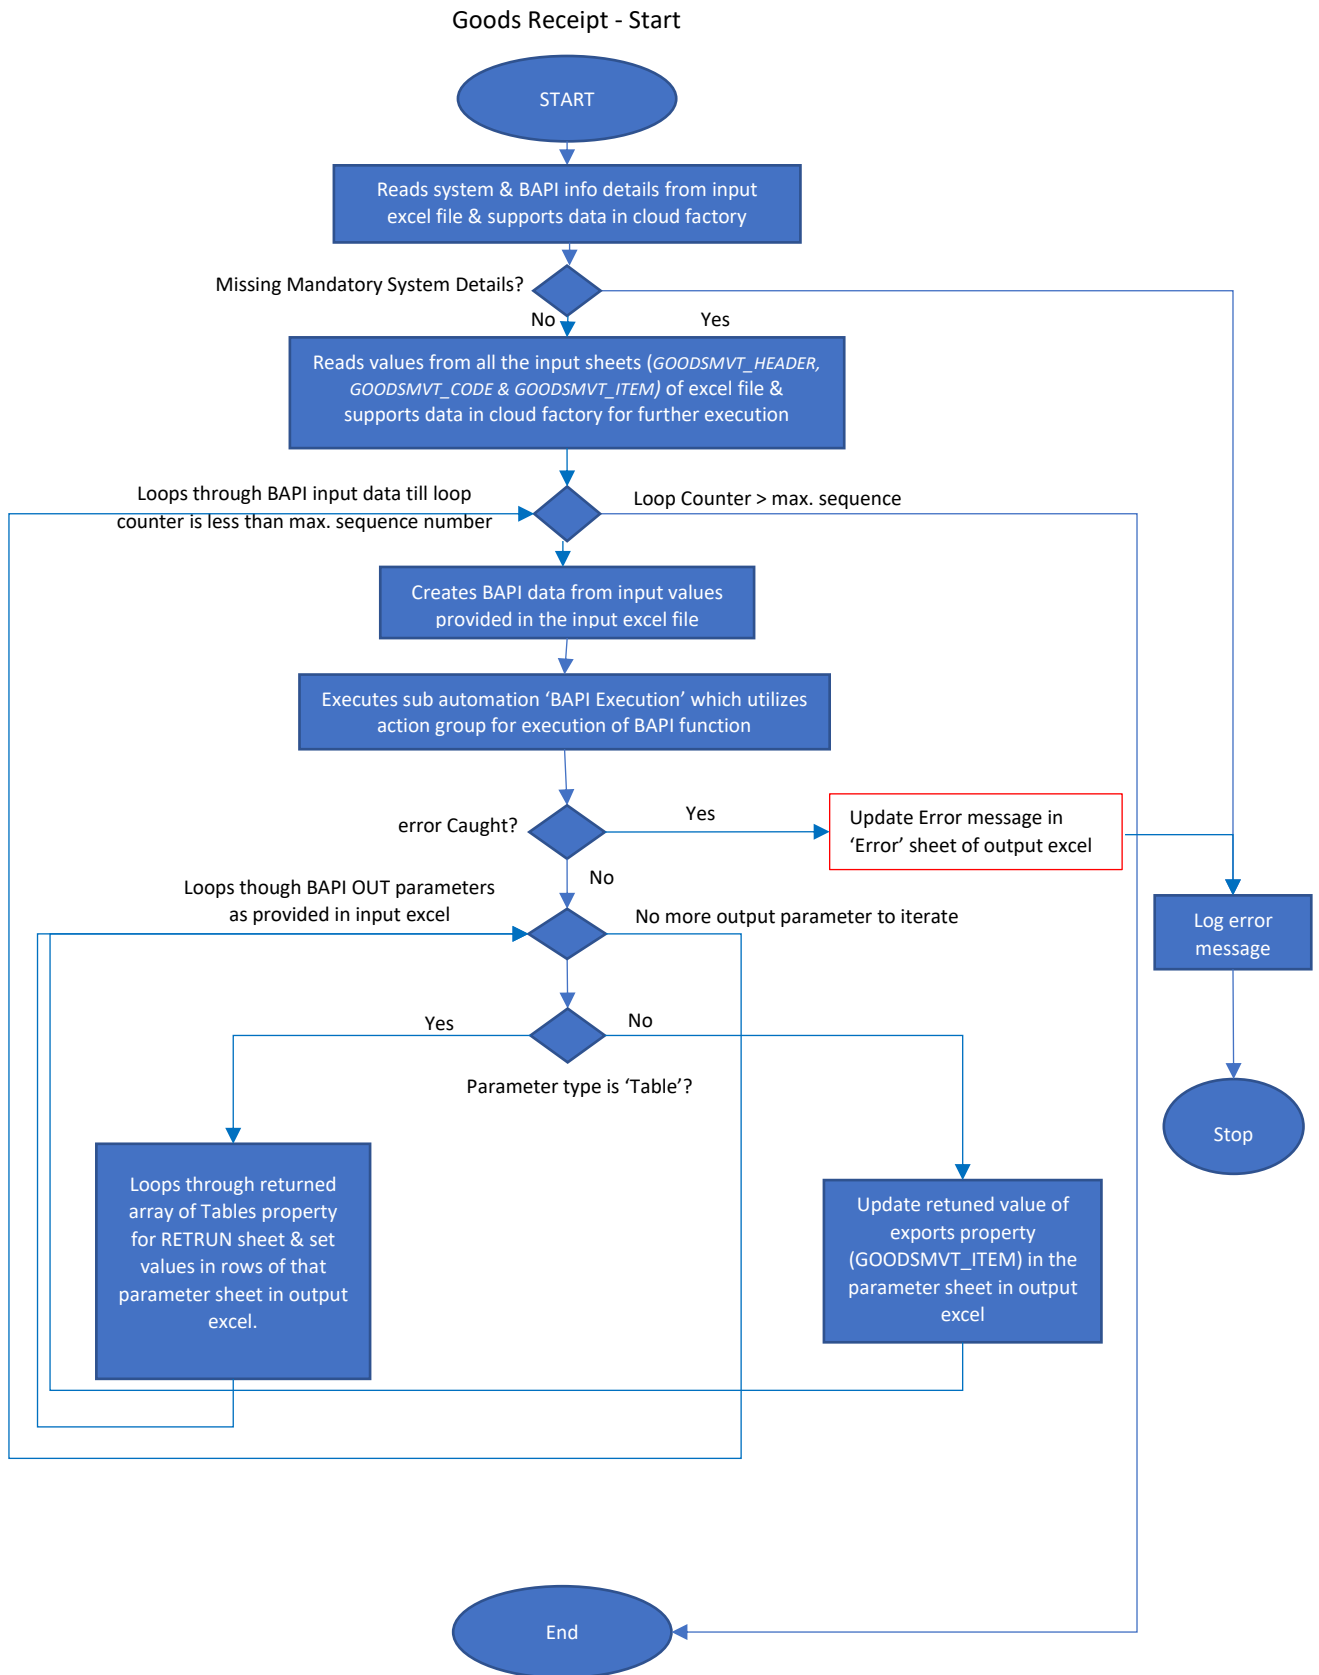 Goods Receipt - Start
START
Reads system & BAPI info details from input
excel file & supports data in cloud factory
Missing Mandatory System Details?
No
Yes
Reads values from all the input sheets (GOODSMVT_HEADER,
GOODSMVT_CODE & GOODSMVT_ITEM) of excel file &
supports data in cloud factory for further execution
Loops through BAPI input data till loop
counter is less than max. sequence number
Loop Counter > max. sequence
Creates BAPI data from input values
provided in the input excel file
Executes sub automation ‘BAPI Execution’ which utilizes
action group for execution of BAPI function
error Caught?
Yes
Update Error message in
‘Error’ sheet of output excel
No
Loops though BAPI OUT parameters
as provided in input excel
No more output parameter to iterate
Log error
message
Yes
No
Parameter type is ‘Table’?
Stop
Loops through returned
array of Tables property
for RETRUN sheet & set
values in rows of that
parameter sheet in output
excel.
Update retuned value of
exports property
(GOODSMVT_ITEM) in the
parameter sheet in output
excel
End